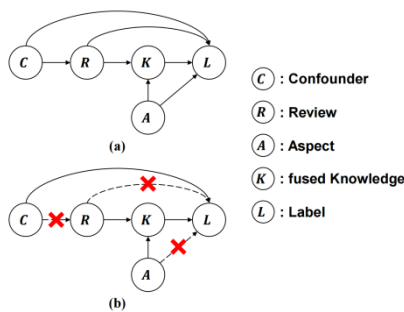 C R K L
A
(a)
C R K L
A
(b)
C : Confounder
R : Review
A : Aspect
K : fused Knowledge
L : Label